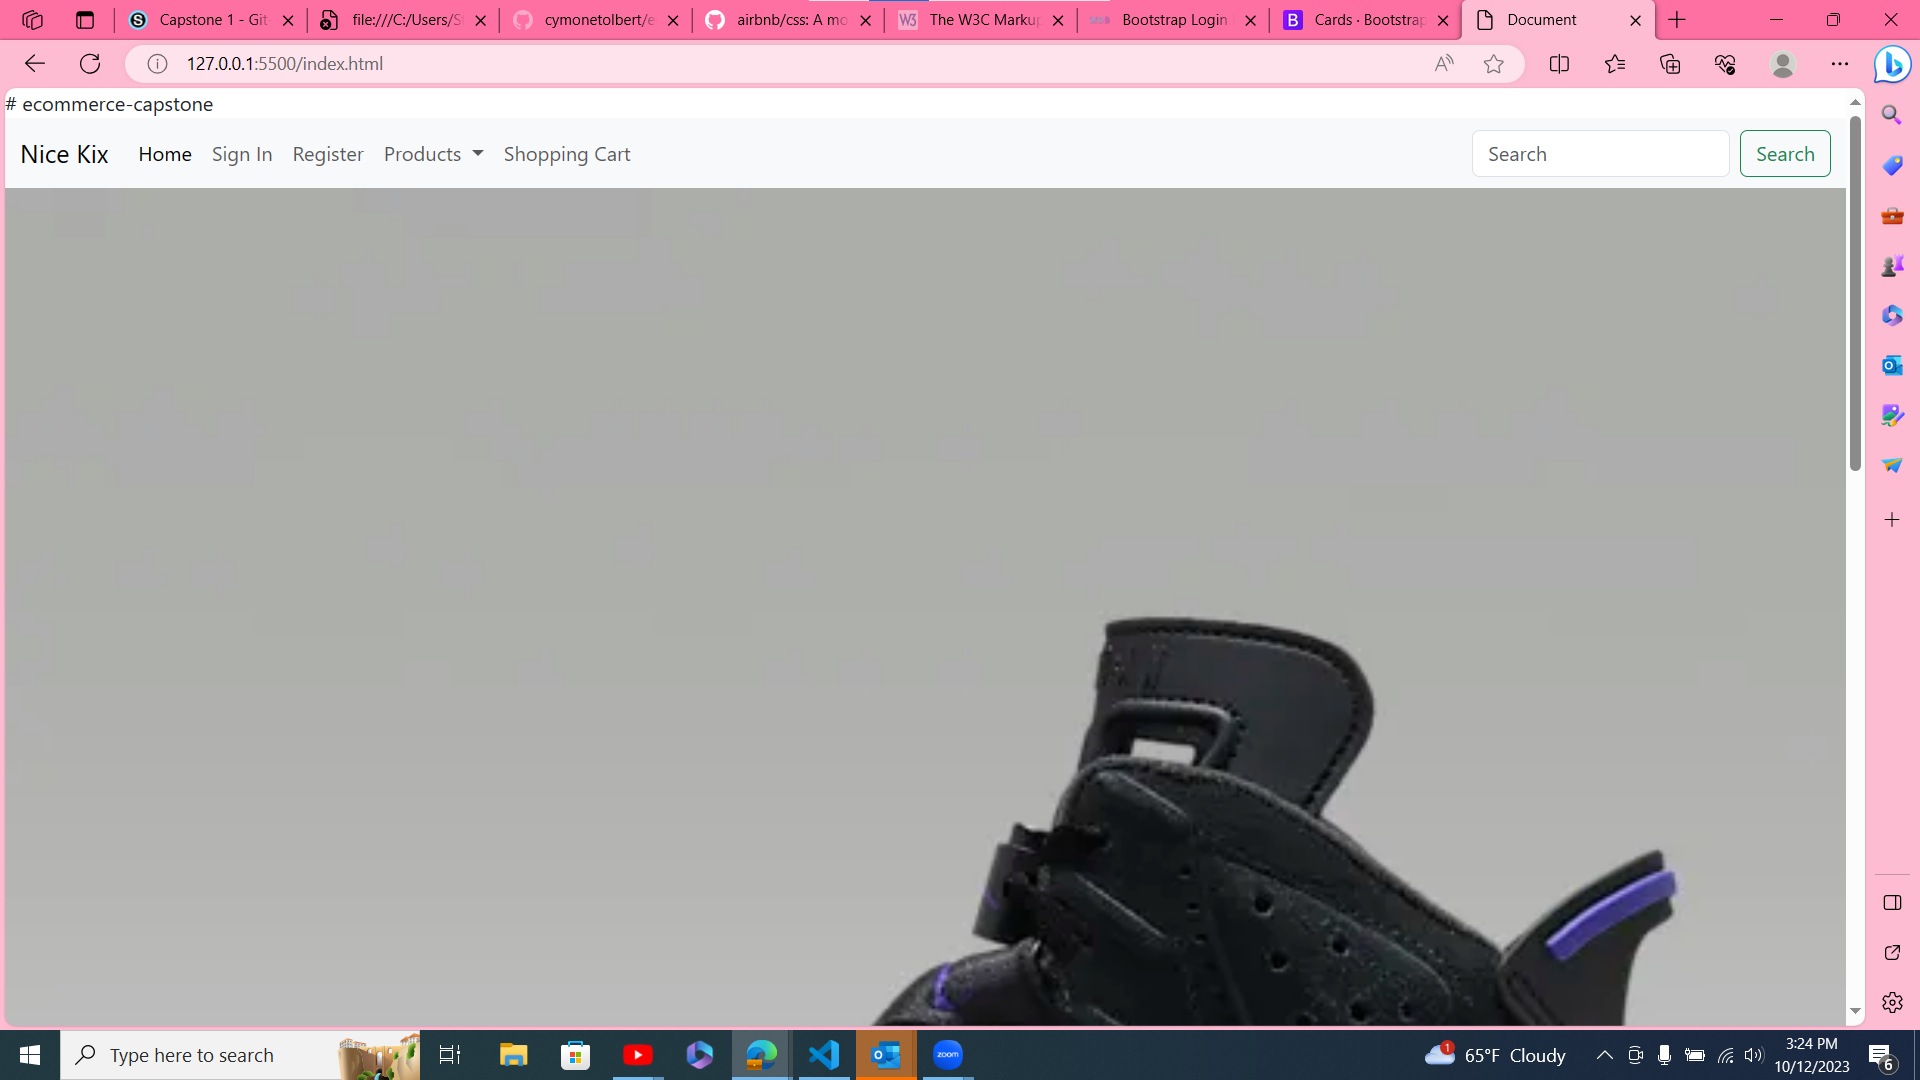 Capstone 1 - Git
file:///C:/Users/S
cymonetolbert/e
airbnb/css: A mo
The W3C Marku
Bootstrap Login
Cards · Bootstrap
Document
127.0.0.1:5500/index.html
# ecommerce-capstone
Nice Kix
Home
Sign In
Register
Products
Shopping Cart
Search
Search
Type here to search
zoom
1
65°F Cloudy
3:24 PM
10/12/2023
6